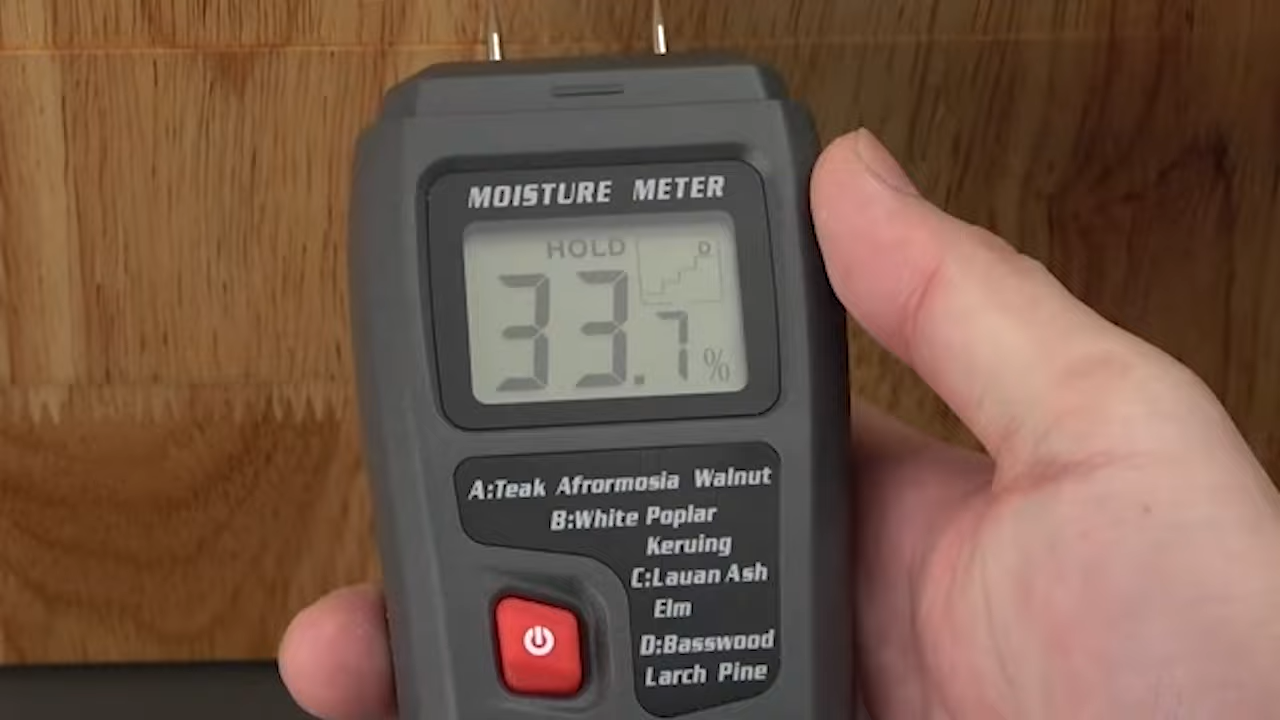 MOISTURE METER
HOLD D
33.7%
A:Teak Afrormosia Walnut
B:White Poplar
Keruing
C:Lauan Ash
Elm
D:Basswood
Larch Pine